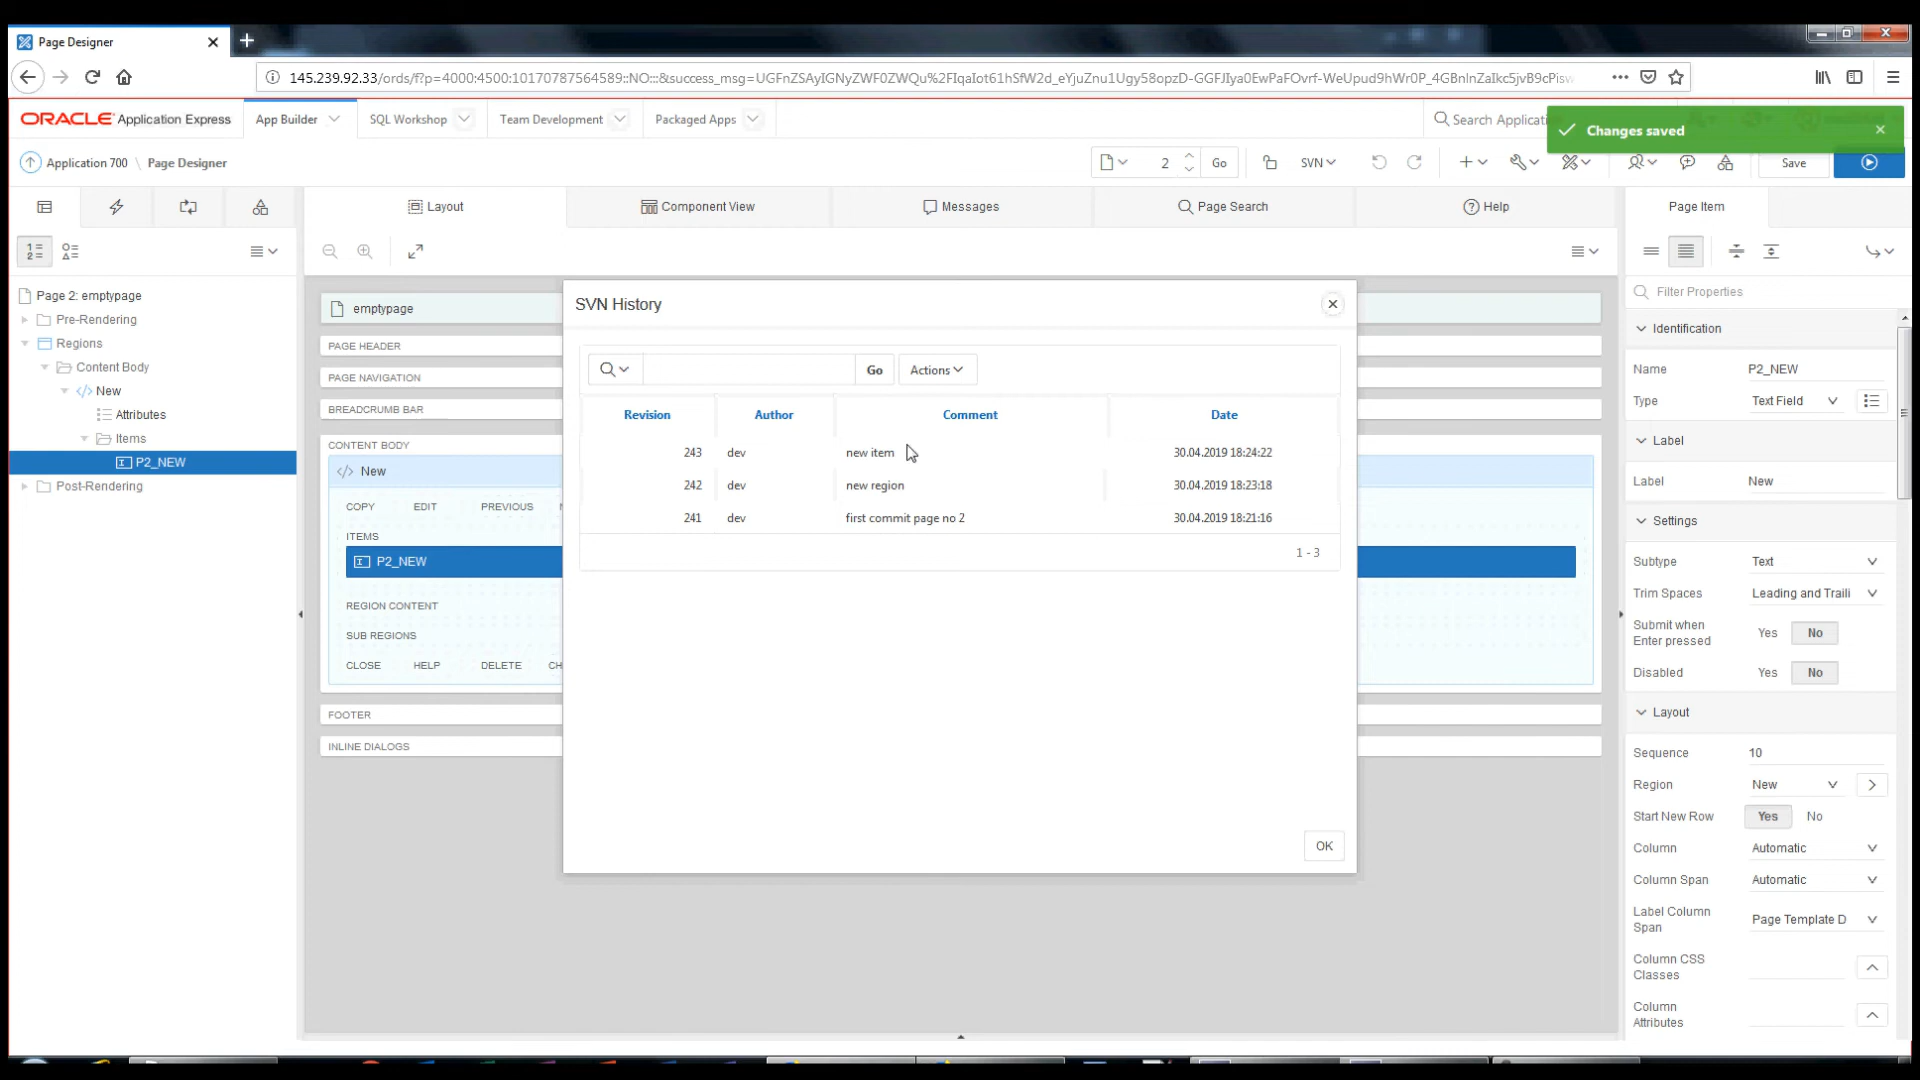 Page Designer
145.239.92.33/ords/f?p=4000:4500:10170787564589::NO:::&success_msg=
ORACLE Application Express
App Builder
SQL Workshop
Team Development
Packaged Apps
Search Applicati
Changes saved
Application 700 \ Page Designer
2
Go
SVN
Save
Layout
Component View
Messages
Page Search
Help
Page Item
Page 2: emptypage
Pre-Rendering
Regions
Content Body
New
Attributes
Items
P2_NEW
Post-Rendering
emptypage
PAGE HEADER
PAGE NAVIGATION
BREADCRUMB BAR
CONTENT BODY
New
COPY EDIT PREVIOUS
ITEMS
P2_NEW
REGION CONTENT
SUB REGIONS
CLOSE HELP DELETE CH
FOOTER
INLINE DIALOGS
SVN History
Go
Actions
Revision Author Comment Date
243 dev new item 30.04.2019 18:24:22
242 dev new region 30.04.2019 18:23:18
241 dev first commit page no 2 30.04.2019 18:21:16
1 - 3
OK
Filter Properties
Identification
Name P2_NEW
Type Text Field
Label
Label New
Settings
Subtype Text
Trim Spaces Leading and Traili
Submit when
Enter pressed Yes No
Disabled Yes No
Layout
Sequence 10
Region New
Start New Row Yes No
Column Automatic
Column Span Automatic
Label Column
Span Page Template D
Column CSS
Classes
Column
Attributes